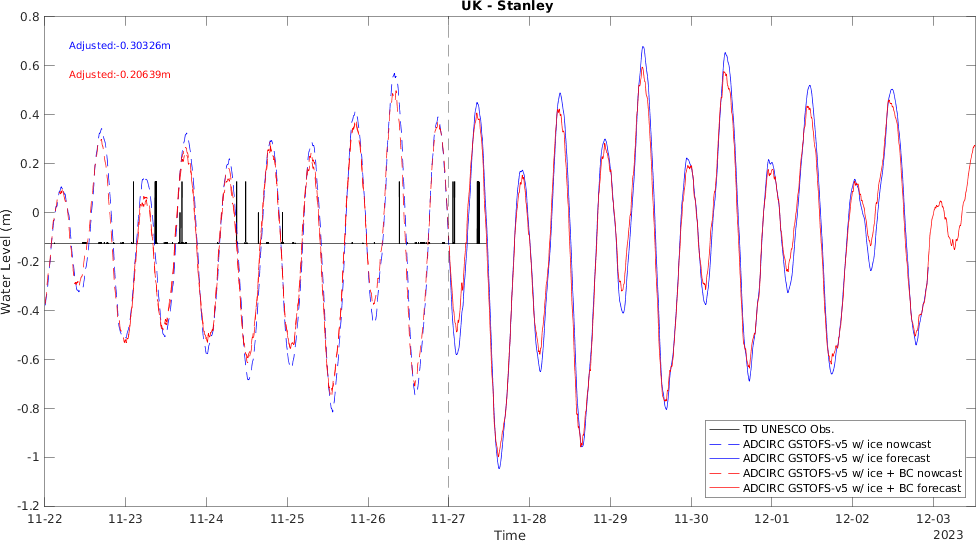 UK - Stanley
Adjusted:-0.30326m
Adjusted:-0.20639m
Water Level (m)
0.8
0.6
0.4
0.2
0
-0.2
-0.4
-0.6
-0.8
-1
-1.2
11-22 11-23 11-24 11-25 11-26 11-27 11-28 11-29 11-30 12-01 12-02 12-03
Time
2023
TD UNESCO Obs.
ADCIRC GSTOFS-v5 w/ ice nowcast
ADCIRC GSTOFS-v5 w/ ice forecast
ADCIRC GSTOFS-v5 w/ ice + BC nowcast
ADCIRC GSTOFS-v5 w/ ice + BC forecast